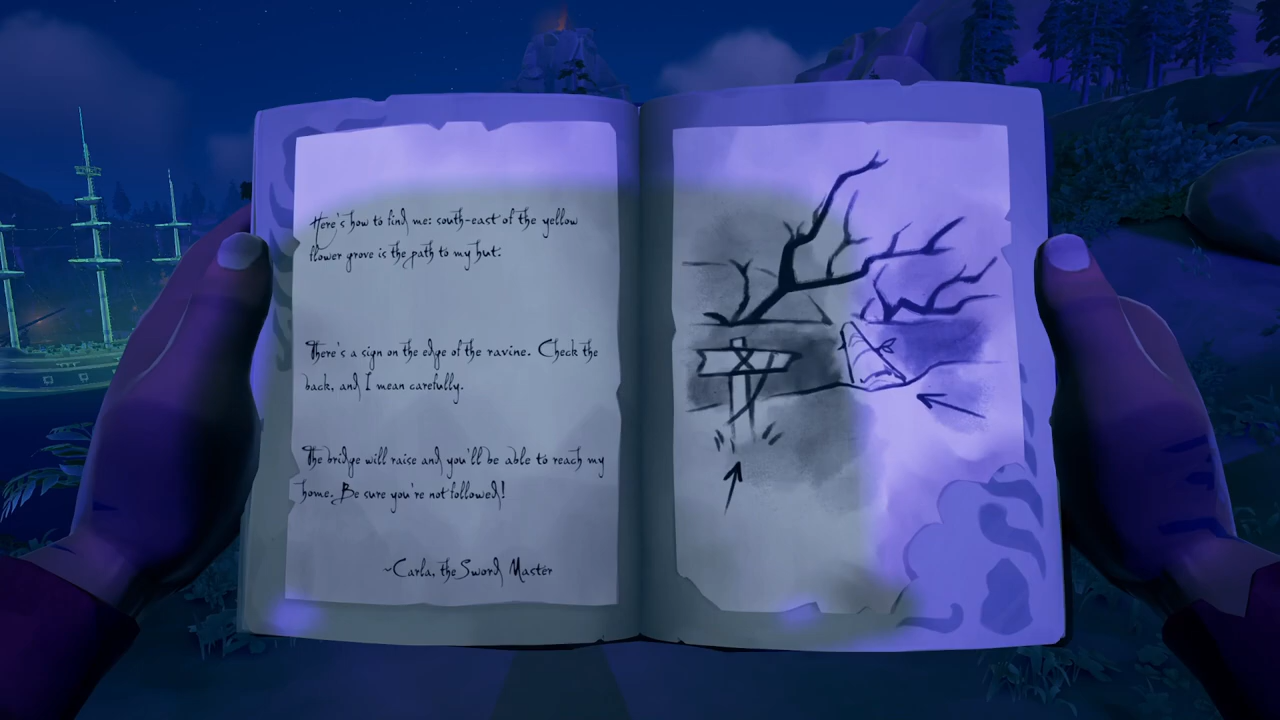 Here's how to find me: south-east of the yellow
flower grove is the path to my hut.
There's a sign on the edge of the ravine. Check the
back, and I mean carefully.
The bridge will raise and you'll be able to reach my
home. Be sure you're not followed!
~Carla, the Sword Master